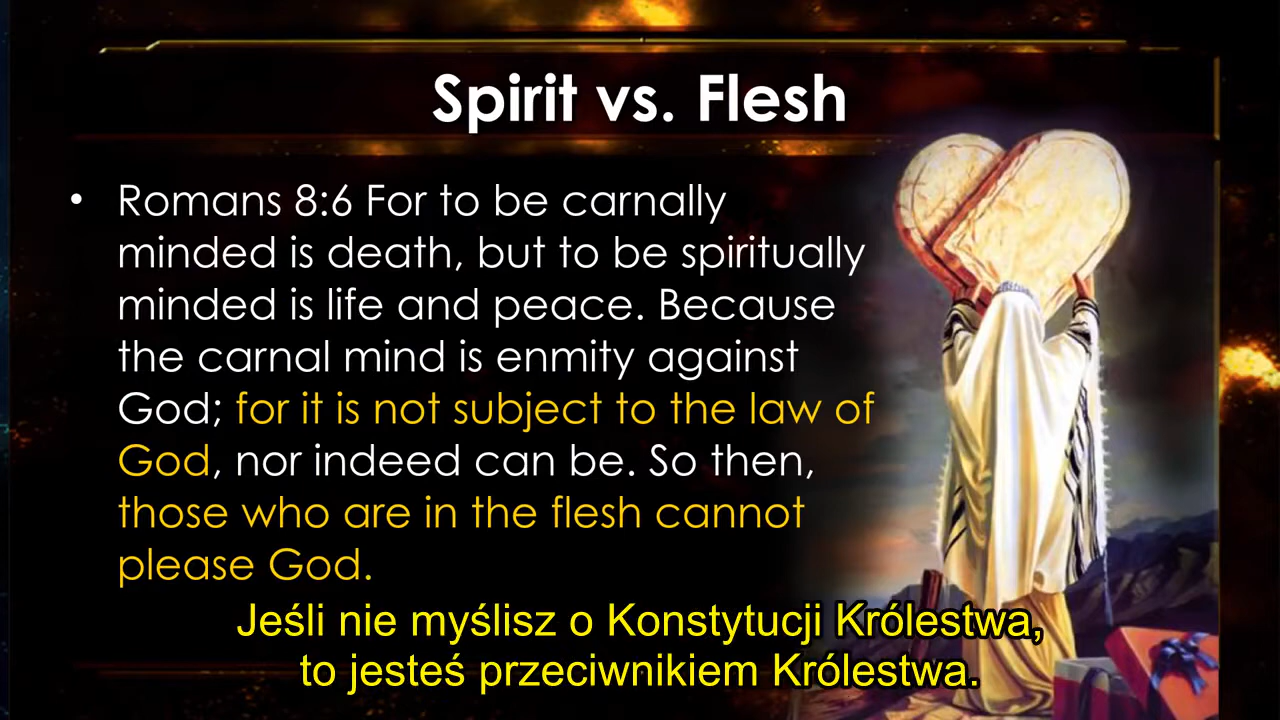 Spirit vs. Flesh
• Romans 8:6 For to be carnally
minded is death, but to be spiritually
minded is life and peace. Because
the carnal mind is enmity against
God; for it is not subject to the law of
God, nor indeed can be. So then,
those who are in the flesh cannot
please God.
Jeśli nie myślisz o Konstytucji Królestwa,
to jesteś przeciwnikiem Królestwa.